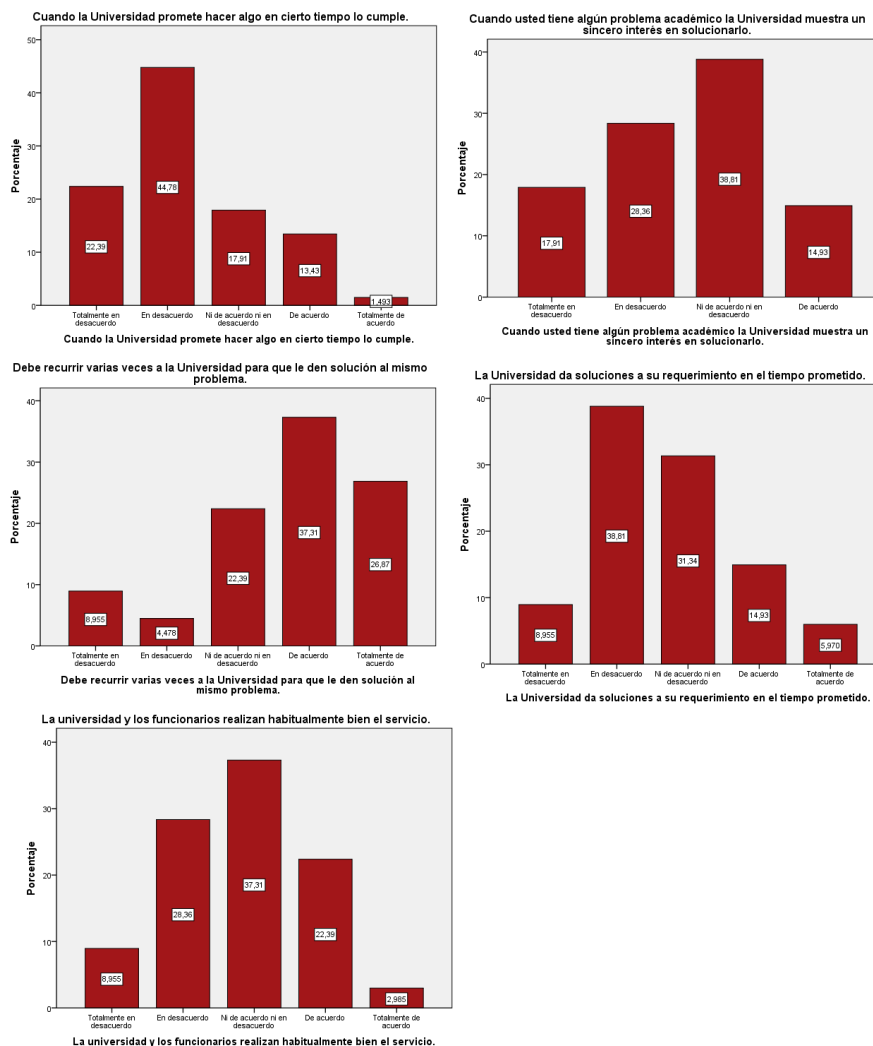 Cuando la Universidad promete hacer algo en cierto tiempo lo cumple.
Porcentaje
50
40
30
20
10
0
22,39
44,78
17,91
13,43
1,493
Totalmente en
desacuerdo
En desacuerdo
Ni de acuerdo ni en
desacuerdo
De acuerdo
Totalmente de
acuerdo
Cuando la Universidad promete hacer algo en cierto tiempo lo cumple.
Cuando usted tiene algún problema académico la Universidad muestra un
sincero interés en solucionarlo.
Porcentaje
40
30
20
10
0
17,91
28,36
38,81
14,93
Totalmente en
desacuerdo
En desacuerdo
Ni de acuerdo ni en
desacuerdo
De acuerdo
Cuando usted tiene algún problema académico la Universidad muestra un
sincero interés en solucionarlo.
Debe recurrir varias veces a la Universidad para que le den solución al mismo
problema.
Porcentaje
40
30
20
10
0
8,955
4,478
22,39
37,31
26,87
Totalmente en
desacuerdo
En desacuerdo
Ni de acuerdo ni en
desacuerdo
De acuerdo
Totalmente de
acuerdo
Debe recurrir varias veces a la Universidad para que le den solución al
mismo problema.
La Universidad da soluciones a su requerimiento en el tiempo prometido.
Porcentaje
40
30
20
10
0
8,955
38,81
31,34
14,93
5,970
Totalmente en
desacuerdo
En desacuerdo
Ni de acuerdo ni en
desacuerdo
De acuerdo
Totalmente de
acuerdo
La Universidad da soluciones a su requerimiento en el tiempo prometido.
La universidad y los funcionarios realizan habitualmente bien el servicio.
Porcentaje
40
30
20
10
0
8,955
28,36
37,31
22,39
2,985
Totalmente en
desacuerdo
En desacuerdo
Ni de acuerdo ni en
desacuerdo
De acuerdo
Totalmente de
acuerdo
La universidad y los funcionarios realizan habitualmente bien el servicio.